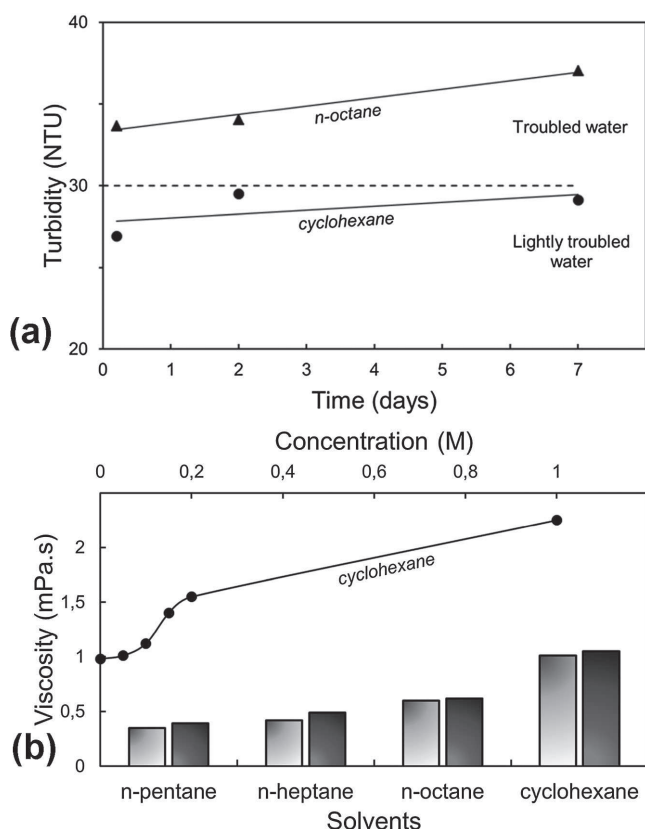 40
n-octane
Troubled water
30
cyclohexane
Lightly troubled
water
20
Turbidity (NTU)
(a)
0 1 2 3 4 5 6 7
Time (days)
Concentration (M)
0 0,2 0,4 0,6 0,8 1
2
cyclohexane
1,5
1
0,5
0
Viscosity (mPa.s)
(b)
n-pentane n-heptane n-octane cyclohexane
Solvents